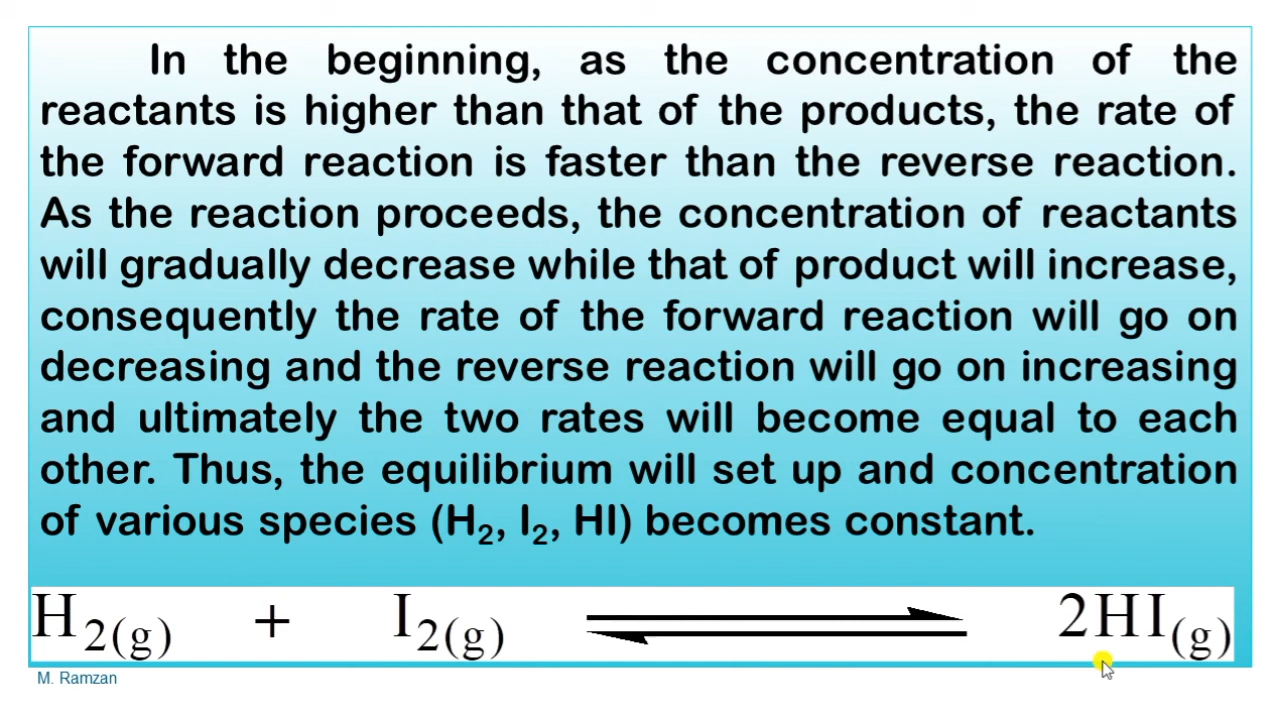 In the beginning, as the concentration of the
reactants is higher than that of the products, the rate of
the forward reaction is faster than the reverse reaction.
As the reaction proceeds, the concentration of reactants
will gradually decrease while that of product will increase,
consequently the rate of the forward reaction will go on
decreasing and the reverse reaction will go on increasing
and ultimately the two rates will become equal to each
other. Thus, the equilibrium will set up and concentration
of various species (H₂, I₂, HI) becomes constant.
H₂(g) + I₂(g) ⇌ 2HI(g)
M. Ramzan